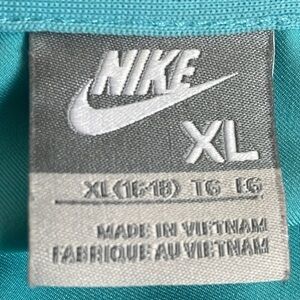 NIKE
XL
XL (16-18) TG EG
MADE IN VIETNAM
FABRIQUE AU VIETNAM